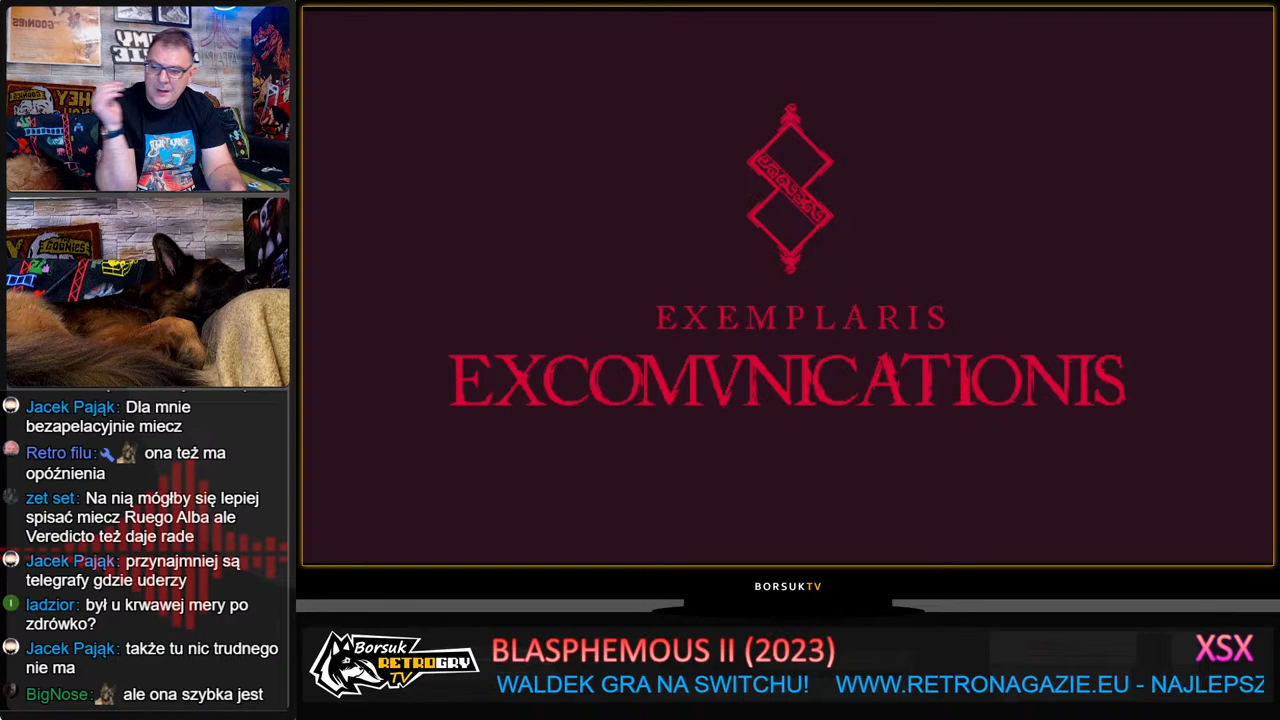 GOONIES
HEY
GOONIES
Jacek Pająk: Dla mnie
bezapelacyjnie miecz
Retro filu: ona też ma
opóźnienia
zet set: Na nią mógłby się lepiej
spisać miecz Ruego Alba ale
Veredicto też daje rade
Jacek Pająk: przynajmniej są
telegrafy gdzie uderzy
ladzior: był u krwawej mery po
zdrówko?
Jacek Pająk: także tu nic trudnego
nie ma
BigNose: ale ona szybka jest
EXEMPLARIS
EXCOMVNICATIONIS
BORSUKTV
Borsuk
RETROGRY
TV
BLASPHEMOUS II (2023)
XSX
WALDEK GRA NA SWITCHU! WWW.RETRONAGAZIE.EU - NAJLEPSZ